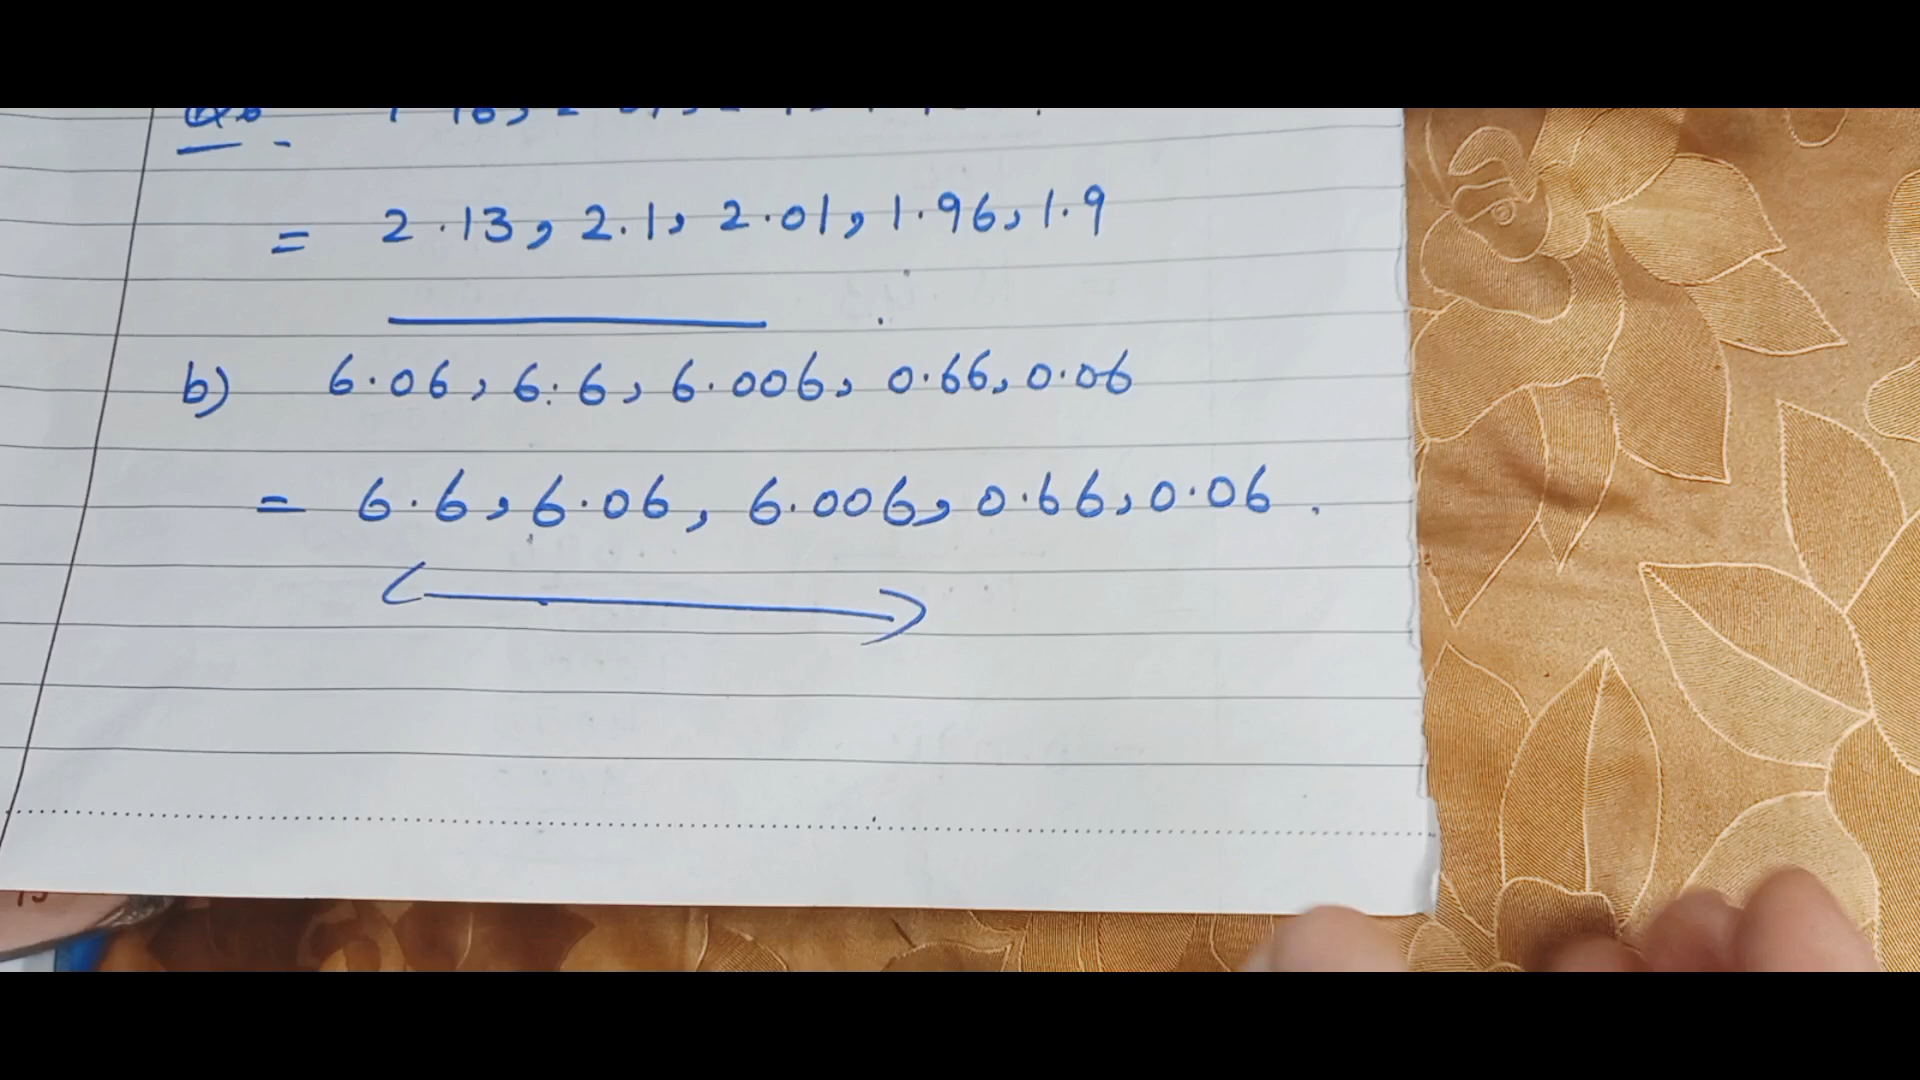 = 2.13, 2.1, 2.01, 1.96, 1.9
b) 6.06, 6.6, 6.006, 0.66, 0.06
= 6.6, 6.06, 6.006, 0.66, 0.06.